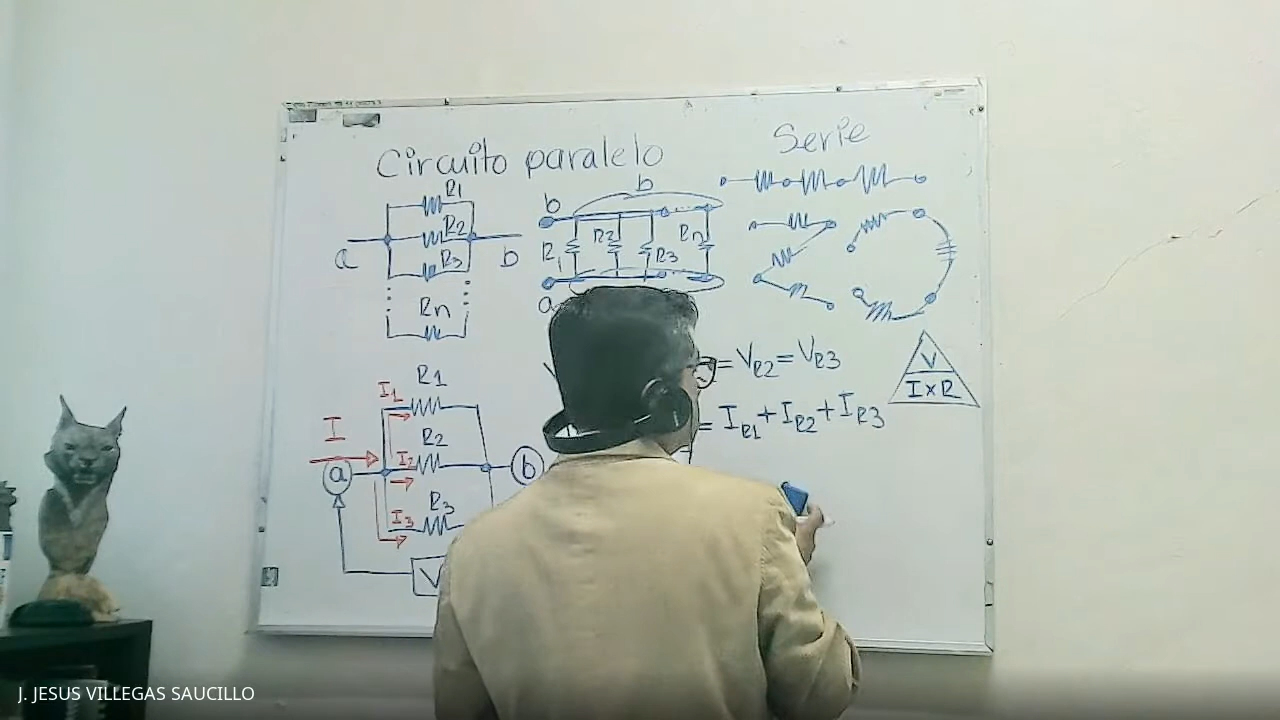 Circuito paralelo
Serie
R1
R2
R3
Rn
a
b
b
b
R1
R2
R3
Rn
a
R1
R2
R3
I
I1
I2
I3
a
b
V
= VR2 = VR3
= IR1 + IR2 + IR3
V
I x R
J. JESUS VILLEGAS SAUCILLO